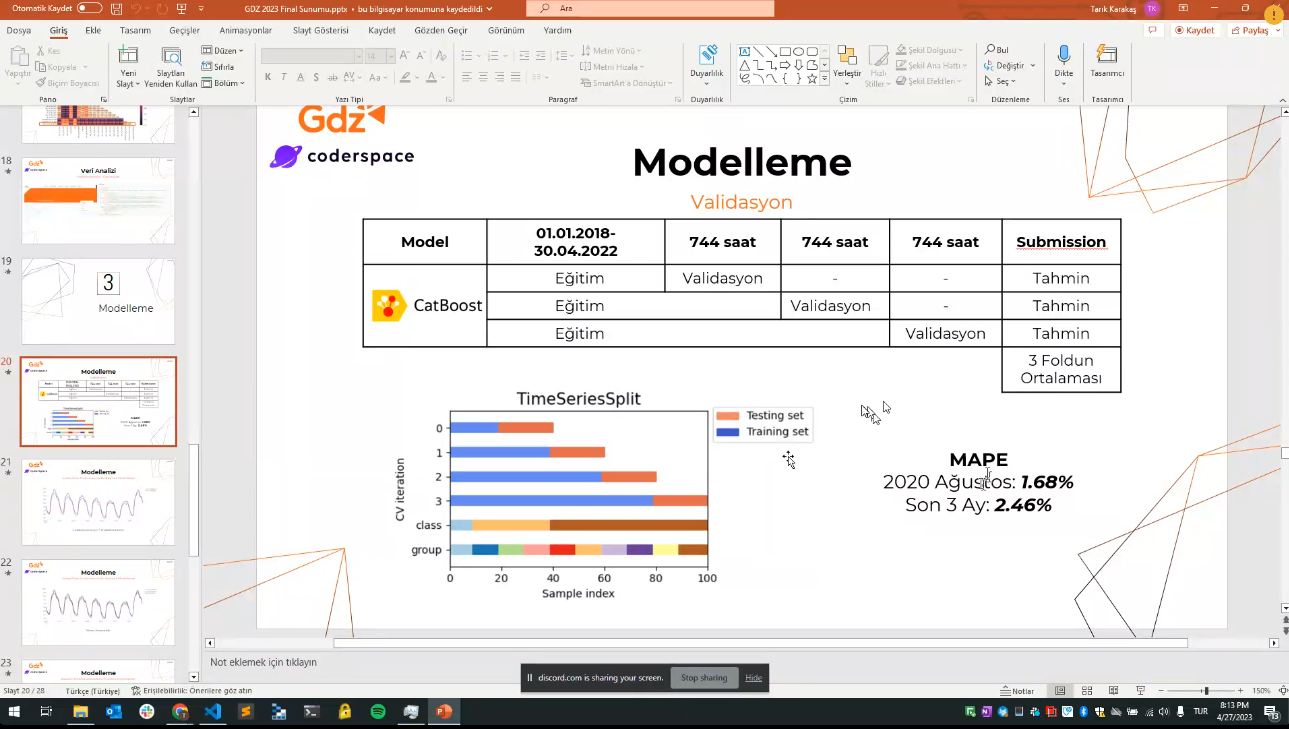 Otomatik Kaydet
GDZ 2023 Final Sunumu.pptx • bu bilgisayar konumuna kaydedildi
Ara
Tarık Karakaş
TK
Dosya
Giriş
Ekle
Tasarım
Geçişler
Animasyonlar
Slayt Gösterisi
Kayıt
Gözden Geçir
Görünüm
Yardım
Kaydet
Paylaş
Yapıştır
Kes
Kopyala
Biçim Boyacısı
Yeni
Slayt
Slaytları
Yeniden Kullan
Düzen
Sıfırla
Bölüm
Metin Yönü
Metni Hizala
SmartArt'a Dönüştür
Duyarlılık
Yerleştir
Hızlı
Stiller
Şekil Dolgusu
Şekil Ana Hattı
Şekil Efektleri
Bul
Değiştir
Seç
Dikte
Tasarımcı
Pano
Slaytlar
Yazı Tipi
Paragraf
Duyarlılık
Çizim
Düzenleme
Ses
Tasarımcı
18
Veri Analizi
19
3
Modelleme
20
Modelleme
21
Modelleme
22
Modelleme
23
Modelleme
Gdz
coderspace
Modelleme
Validasyon
Model
01.01.2018-
30.04.2022
744 saat
744 saat
744 saat
Submission
CatBoost
Eğitim
Validasyon
-
-
Tahmin
Eğitim
Validasyon
-
Tahmin
Eğitim
Validasyon
Tahmin
3 Foldun
Ortalaması
TimeSeriesSplit
Testing set
Training set
CV iteration
0
1
2
3
class
group
0 20 40 60 80 100
Sample index
MAPE
2020 Ağustos: 1.68%
Son 3 Ay: 2.46%
Not eklemek için tıklayın
discord.com is sharing your screen.
Stop sharing
Hide
Slayt 20 / 28
Türkçe (Türkiye)
Erişilebilirlik: Önerilere göz atın
Notlar
150%
TUR
8:13 PM
4/27/2023
13